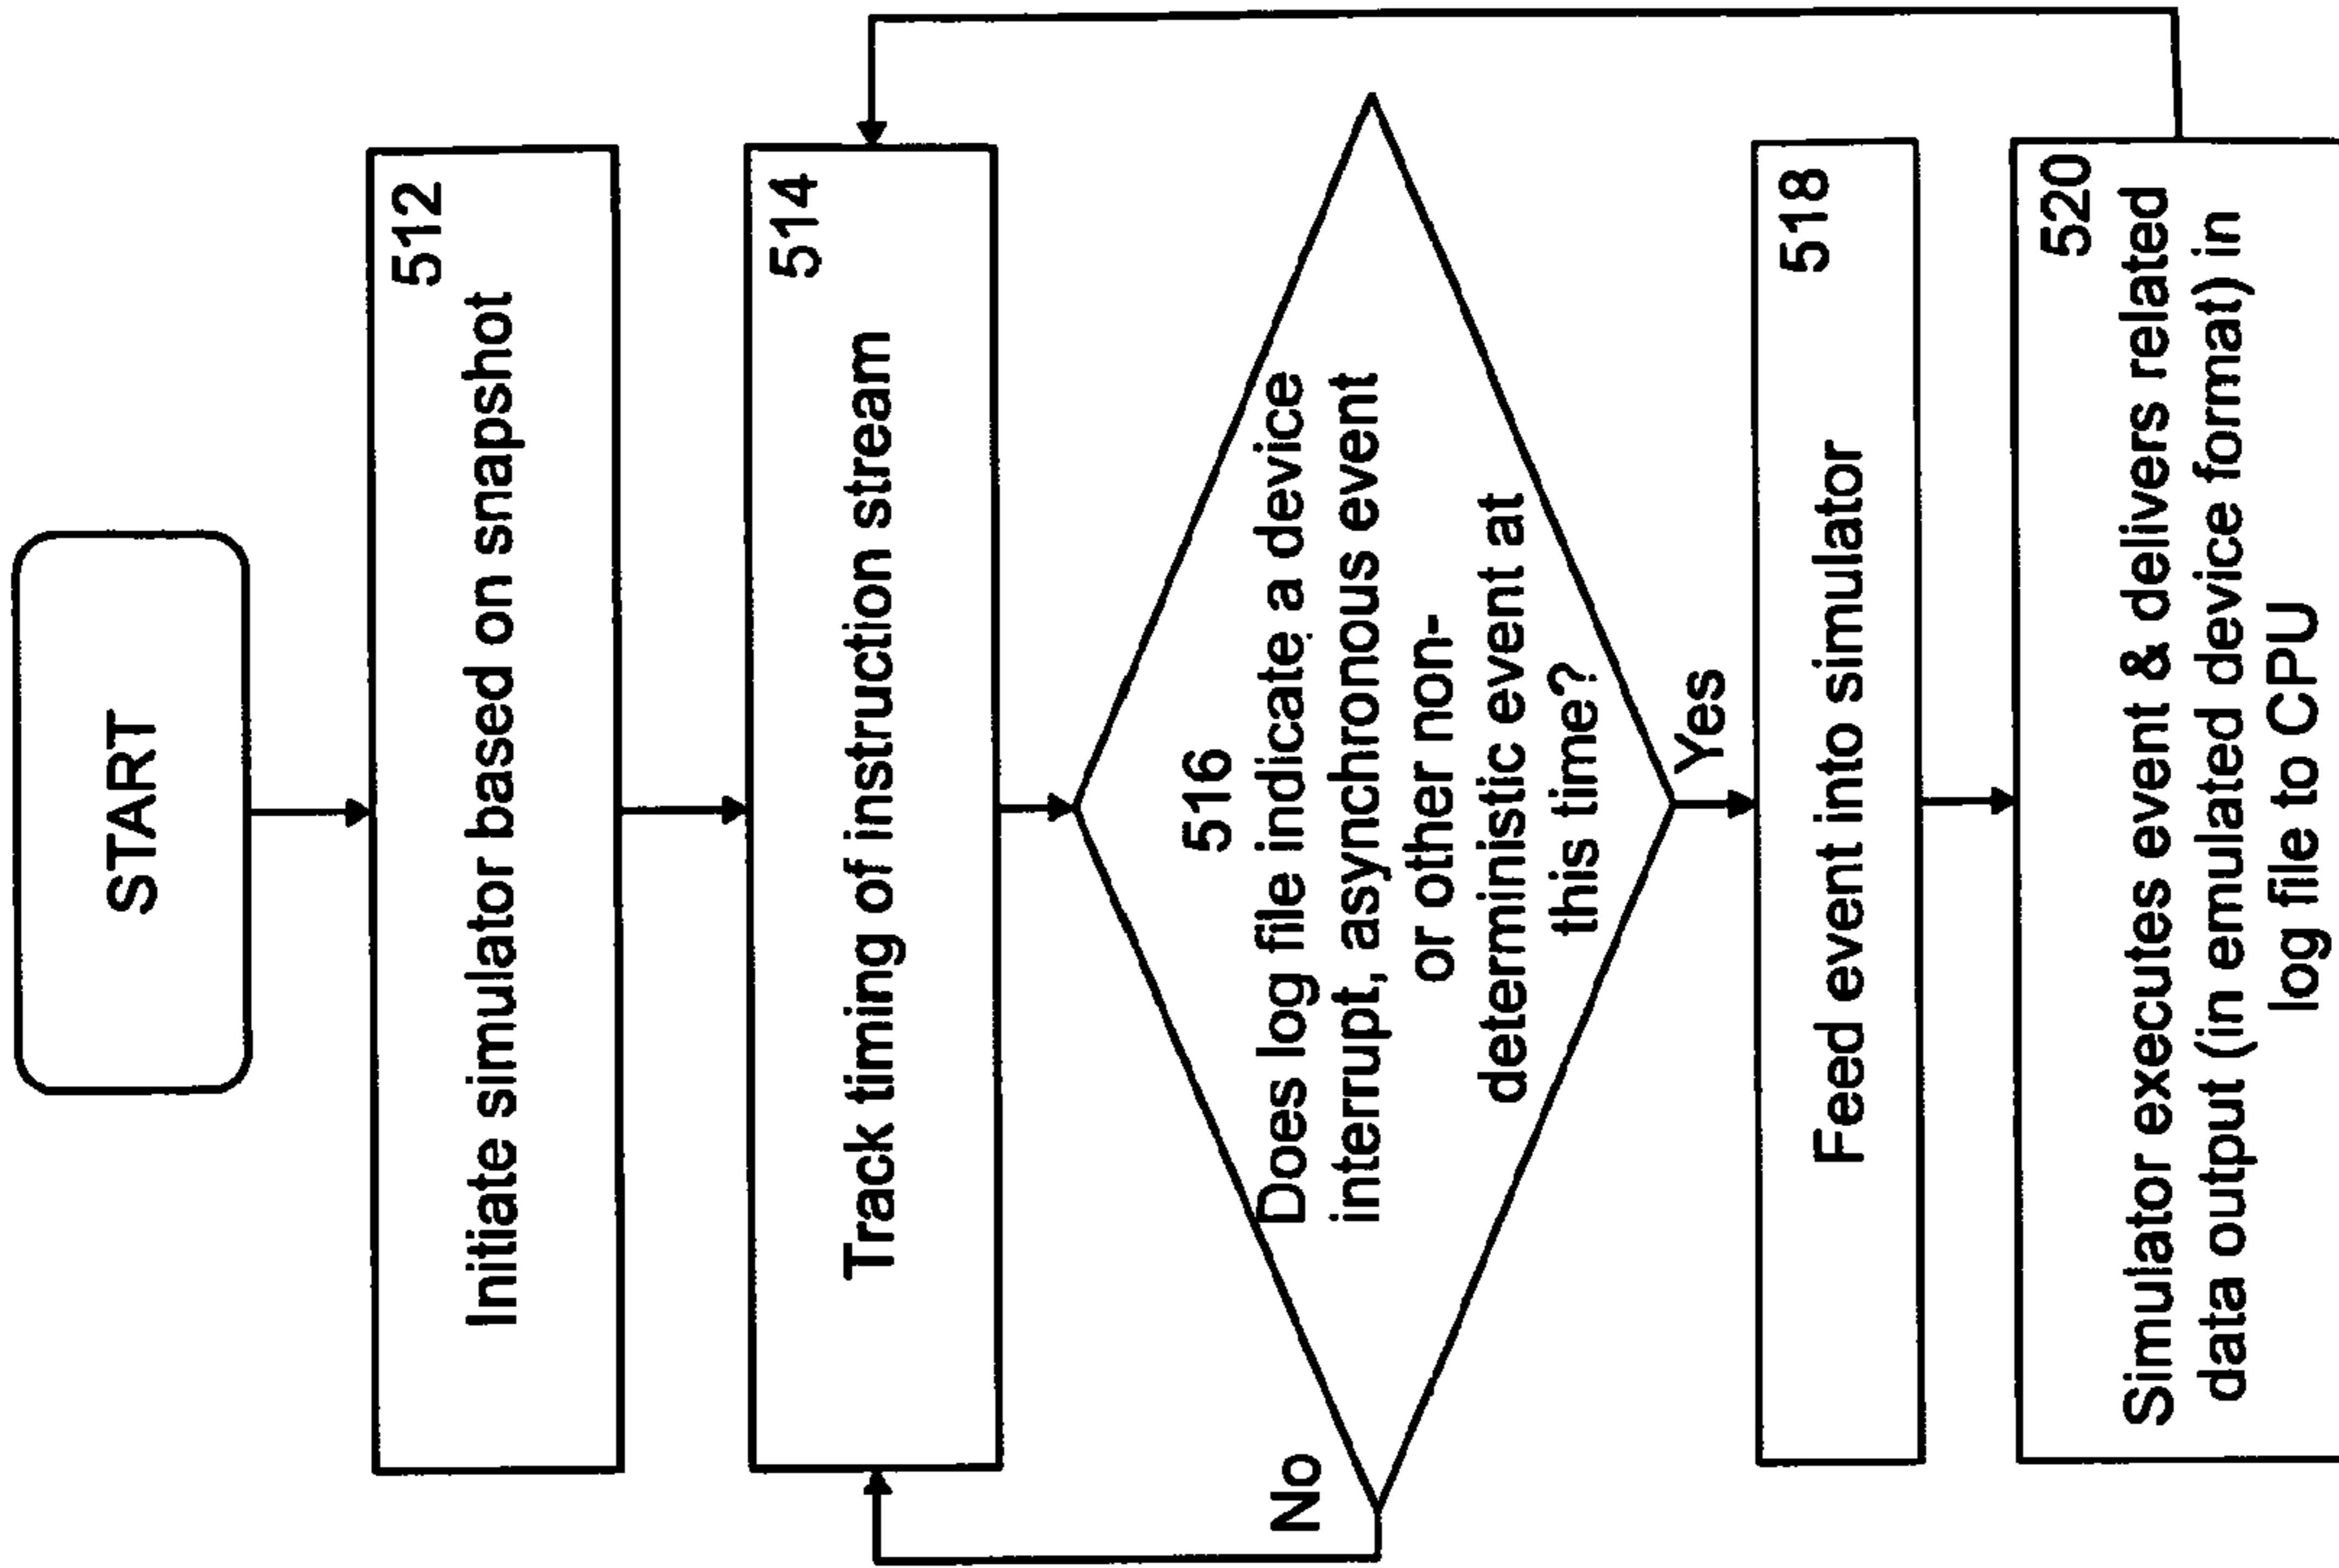 START
512
Initiate simulator based on snapshot
514
Track timing of instruction stream
516
Does log file indicate a device
interrupt, asynchronous event
or other non-
deterministic event at
this time?
No
Yes
518
Feed event into simulator
520
Simulator executes event & delivers related
data output (in emulated device format) in
log file to CPU